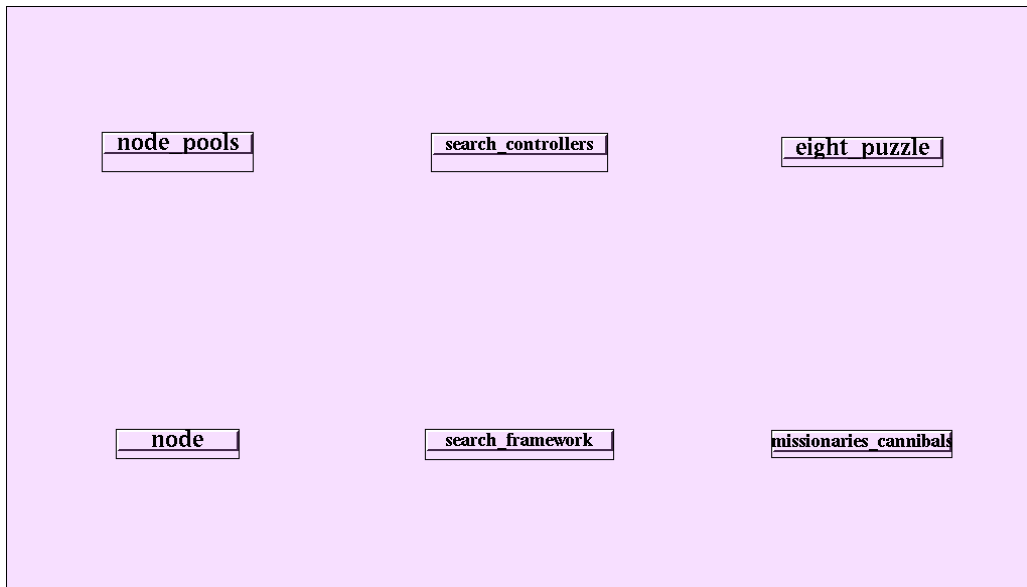 node_pools
search_controllers
eight_puzzle
node
search_framework
missionaries_cannibals